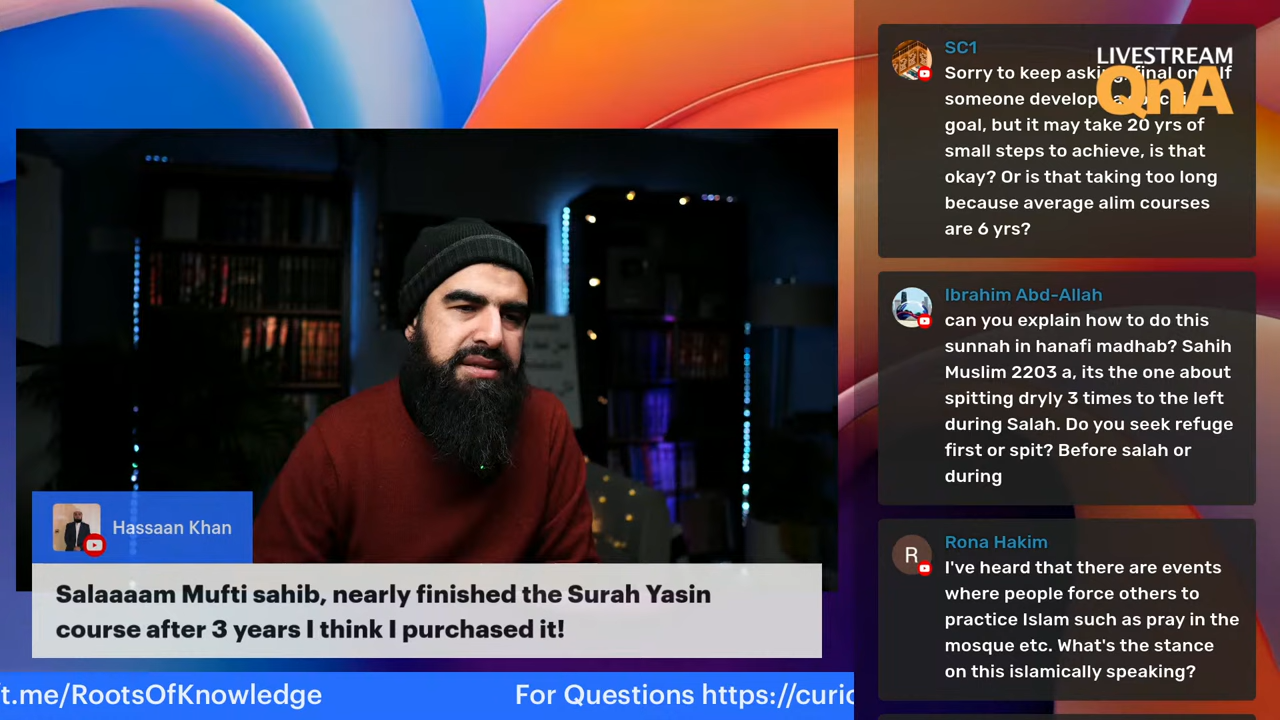 SC1
Sorry to keep asking, final one. If
someone develops a
goal, but it may take 20 yrs of
small steps to achieve, is that
okay? Or is that taking too long
because average alim courses
are 6 yrs?
LIVESTREAM
QnA
Ibrahim Abd-Allah
can you explain how to do this
sunnah in hanafi madhab? Sahih
Muslim 2203 a, its the one about
spitting dryly 3 times to the left
during Salah. Do you seek refuge
first or spit? Before salah or
during
R
Rona Hakim
I've heard that there are events
where people force others to
practice Islam such as pray in the
mosque etc. What's the stance
on this islamically speaking?
Hassaan Khan
Salaaaam Mufti sahib, nearly finished the Surah Yasin
course after 3 years I think I purchased it!
t.me/RootsOfKnowledge
For Questions https://curio